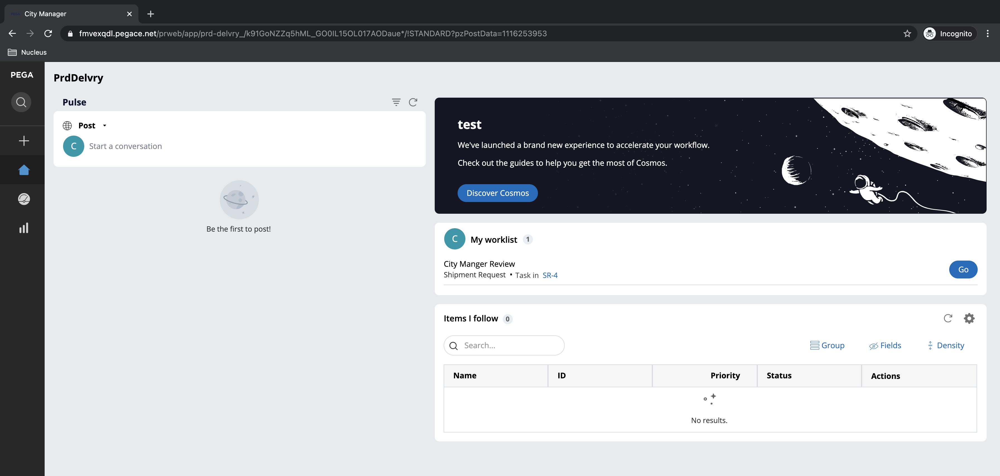 City Manager
fmvexqdl.pegace.net/prweb/app/prd-delvry_/k91GoNZZq5hML_GO0IL15OL017AODaue*/!STANDARD?pzPostData=1116253953
Incognito
Nucleus
PEGA
PrdDelvry
Pulse
Post
C Start a conversation
Be the first to post!
test
We've launched a brand new experience to accelerate your workflow.
Check out the guides to help you get the most of Cosmos.
Discover Cosmos
C My worklist 1
City Manger Review
Shipment Request • Task in SR-4
Go
Items I follow 0
Search...
Group Fields Density
Name ID Priority Status Actions
No results.